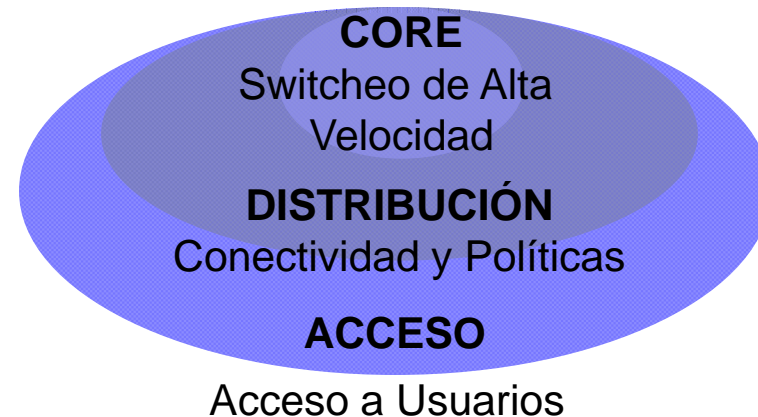 CORE
Switcheo de Alta
Velocidad
DISTRIBUCIÓN
Conectividad y Políticas
ACCESO
Acceso a Usuarios